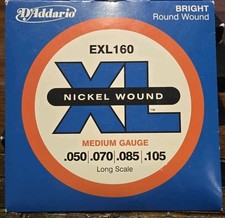 D'Addario
BRIGHT
Round Wound
EXL160
XL
NICKEL WOUND
MEDIUM GAUGE
.050 .070 .085 .105
Long Scale